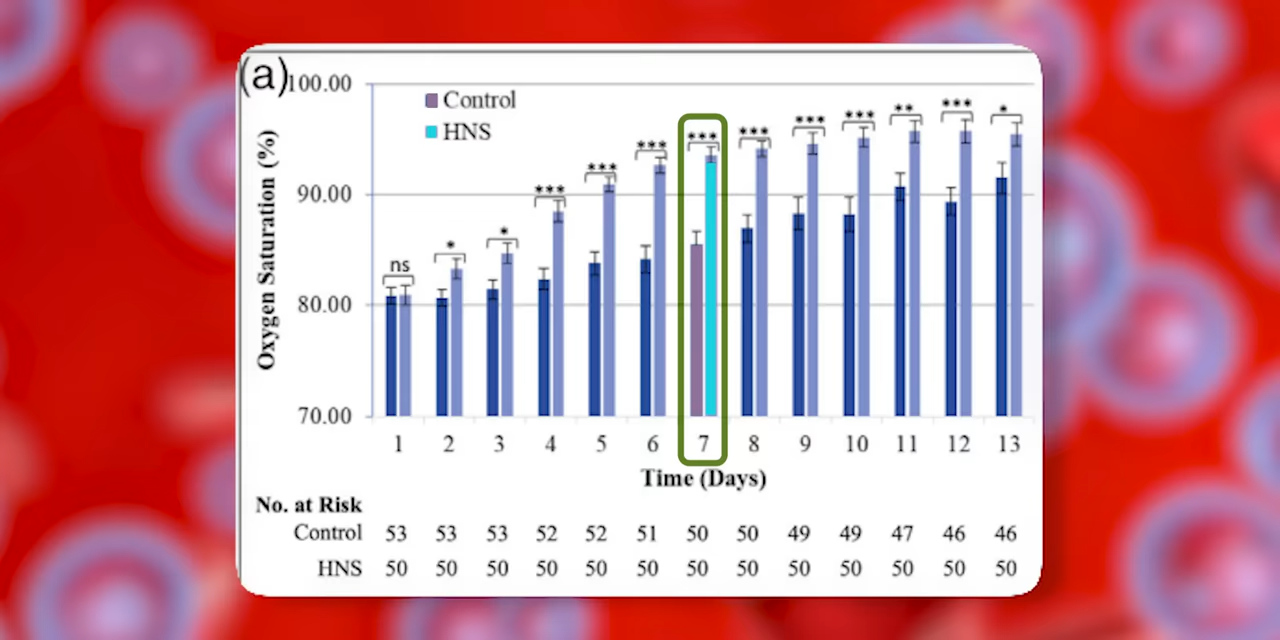 (a)
100.00
Control
HNS
90.00
80.00
70.00
Oxygen Saturation (%)
ns
*
*
***
***
***
***
***
***
***
**
***
*
1 2 3 4 5 6 7 8 9 10 11 12 13
Time (Days)
No. at Risk
Control 53 53 53 52 52 51 50 50 49 49 47 46 46
HNS 50 50 50 50 50 50 50 50 50 50 50 50 50